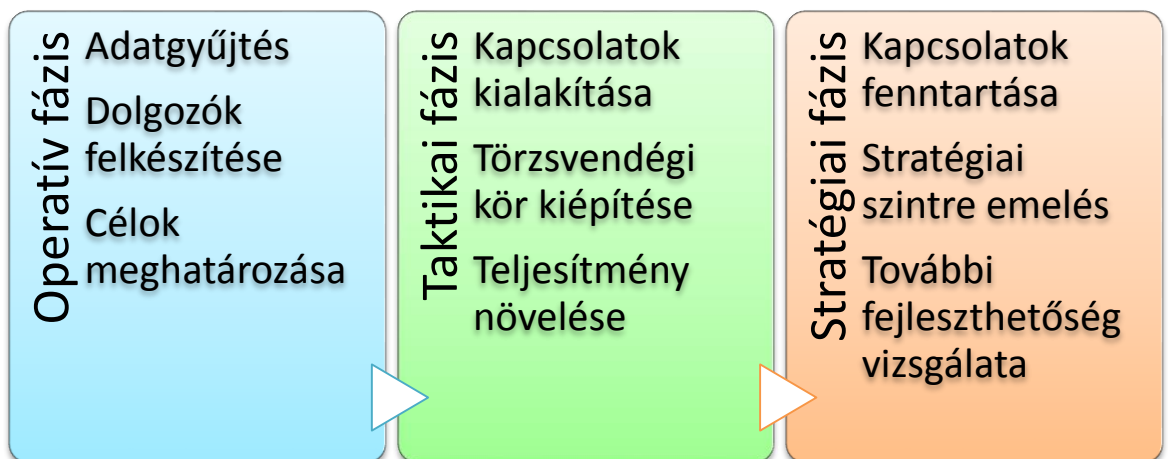 Operatív fázis
Adatgyűjtés
Dolgozók
felkészítése
Célok
meghatározása
Taktikai fázis
Kapcsolatok
kialakítása
Törzsvendégi
kör kiépítése
Teljesítmény
növelése
Stratégiai fázis
Kapcsolatok
fenntartása
Stratégiai
szintre emelés
További
fejleszthetőség
vizsgálata